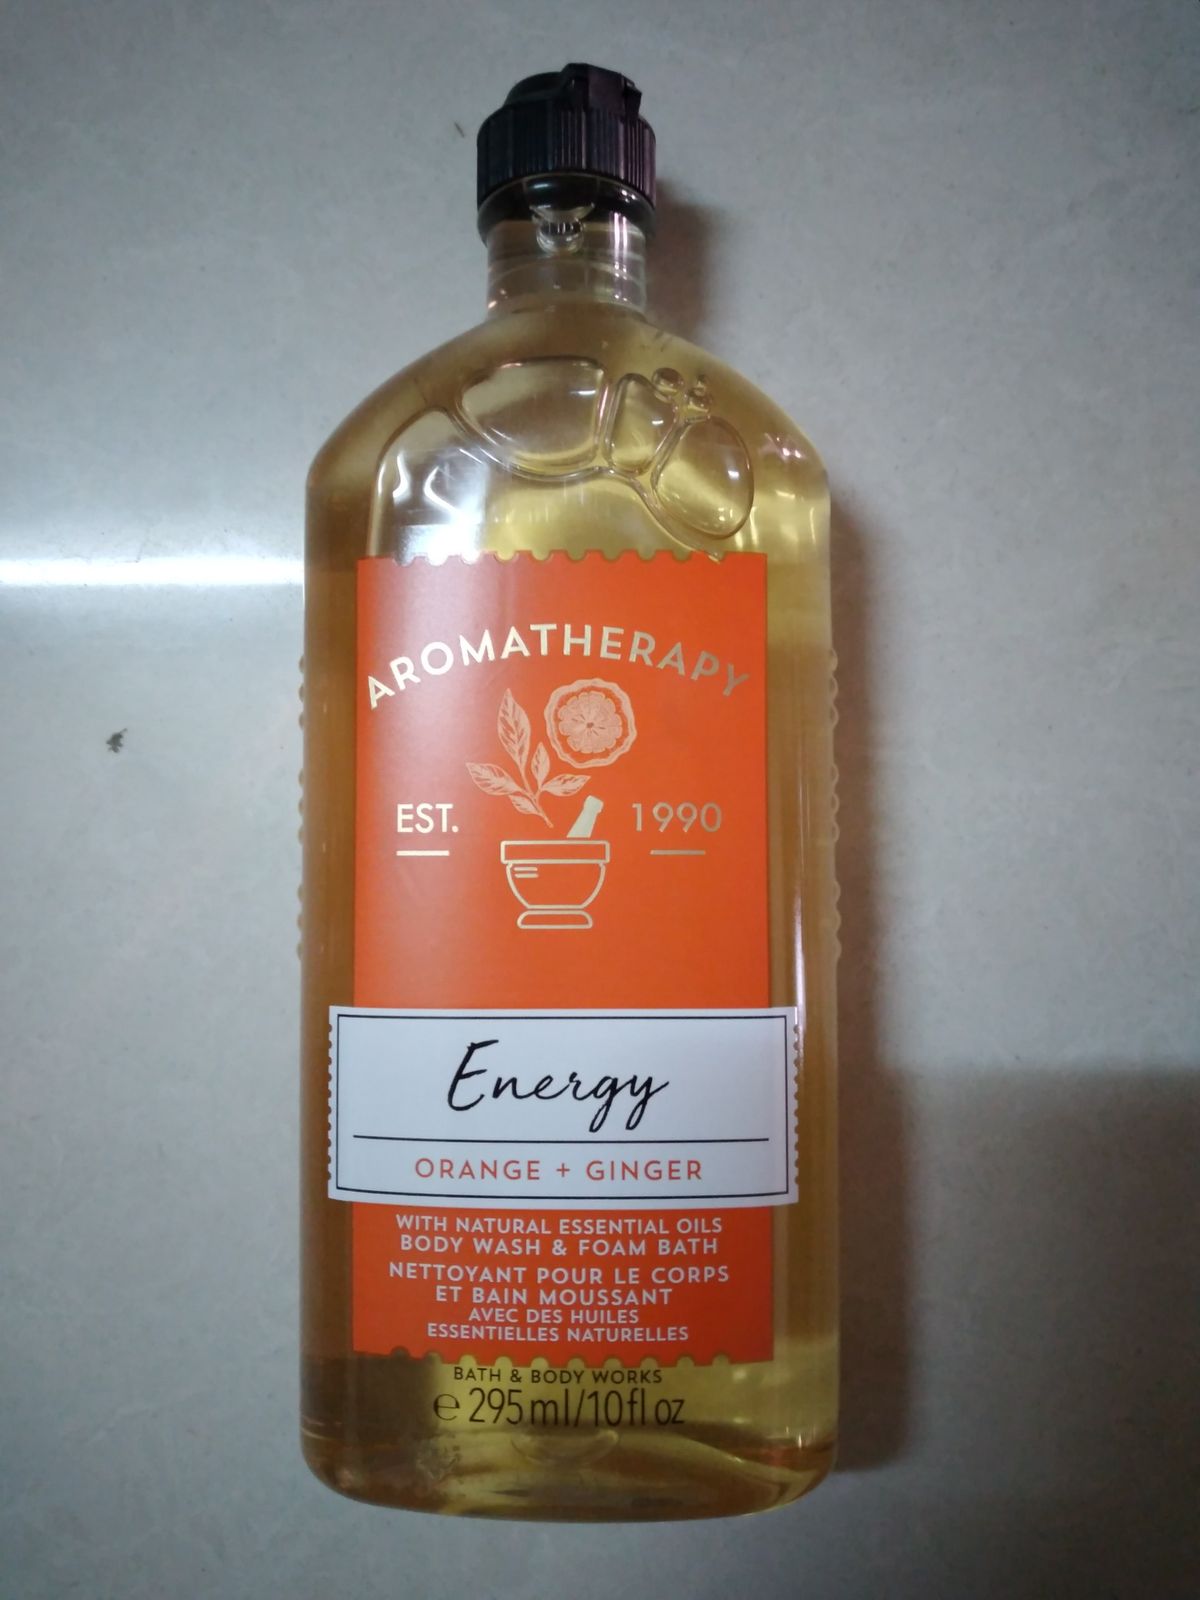 AROMATHERAPY
EST. 1990
Energy
ORANGE + GINGER
WITH NATURAL ESSENTIAL OILS
BODY WASH & FOAM BATH
NETTOYANT POUR LE CORPS
ET BAIN MOUSSANT
AVEC DES HUILES
ESSENTIELLES NATURELLES
BATH & BODY WORKS
℮ 295 ml/10 fl oz